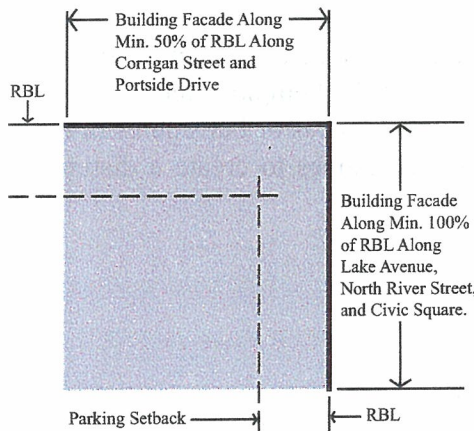 Building Facade Along
Min. 50% of RBL Along
Corrigan Street and
Portside Drive
RBL
Building Facade
Along Min. 100%
of RBL Along
Lake Avenue,
North River Street,
and Civic Square.
Parking Setback
RBL